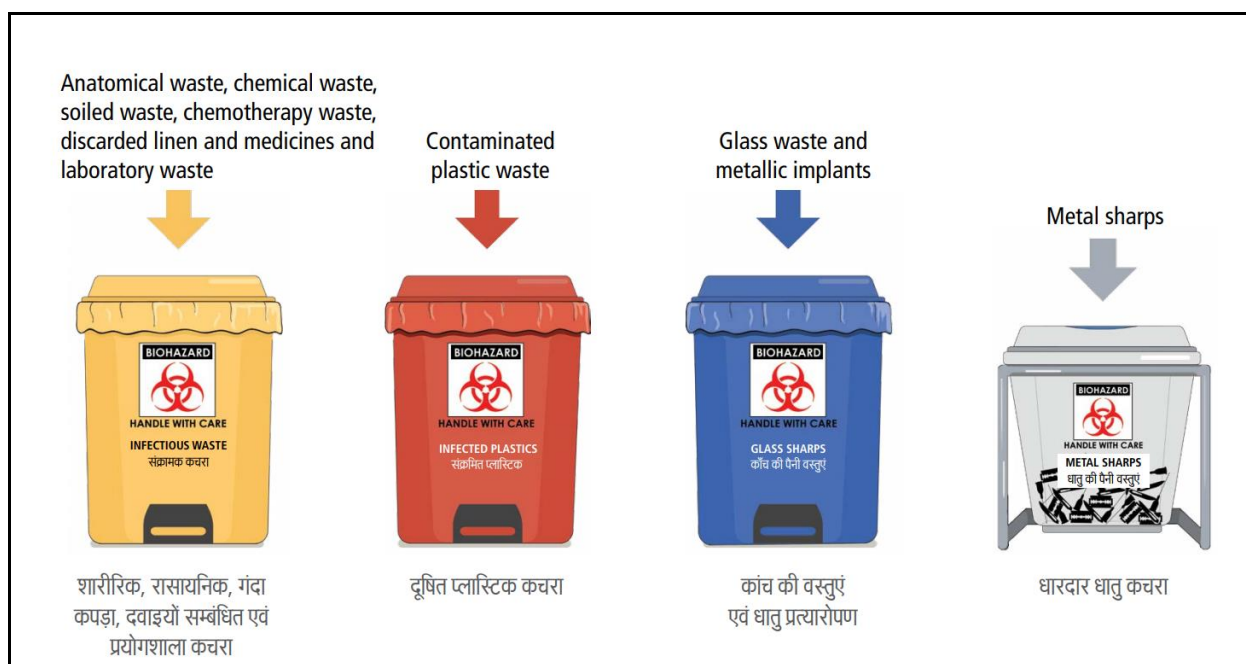 Anatomical waste, chemical waste,
soiled waste, chemotherapy waste,
discarded linen and medicines and
laboratory waste
Contaminated
plastic waste
Glass waste and
metallic implants
Metal sharps
BIOHAZARD
HANDLE WITH CARE
INFECTIOUS WASTE
संक्रामक कचरा
BIOHAZARD
HANDLE WITH CARE
INFECTED PLASTICS
संक्रमित प्लास्टिक
BIOHAZARD
HANDLE WITH CARE
GLASS SHARPS
काँच की पैनी वस्तुएं
BIOHAZARD
HANDLE WITH CARE
METAL SHARPS
धातु की पैनी वस्तुएं
शारीरिक, रासायनिक, गंदा
कपड़ा, दवाइयों सम्बंधित एवं
प्रयोगशाला कचरा
दूषित प्लास्टिक कचरा
कांच की वस्तुएं
एवं धातु प्रत्यारोपण
धारदार धातु कचरा